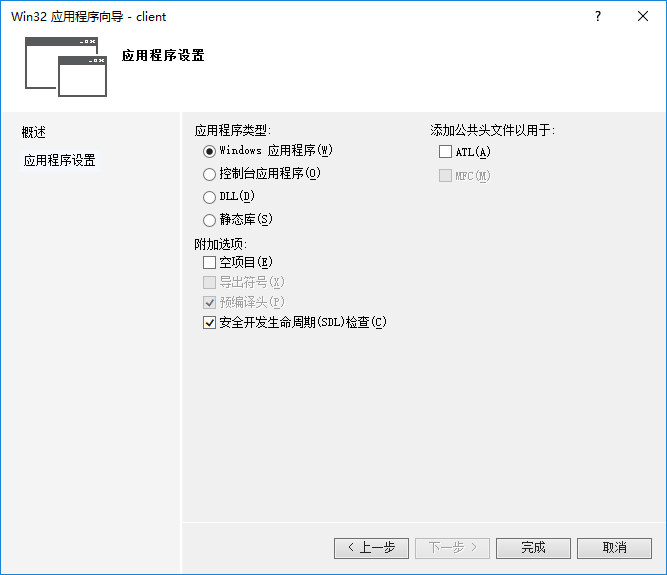 Win32 应用程序向导 - client
应用程序设置
概述
应用程序设置
应用程序类型:
Windows 应用程序(W)
控制台应用程序(O)
DLL(D)
静态库(S)
附加选项:
空项目(E)
导出符号(X)
预编译头(P)
安全开发生命周期(SDL)检查(C)
添加公共头文件以用于:
ATL(A)
MFC(M)
< 上一步
下一步 >
完成
取消